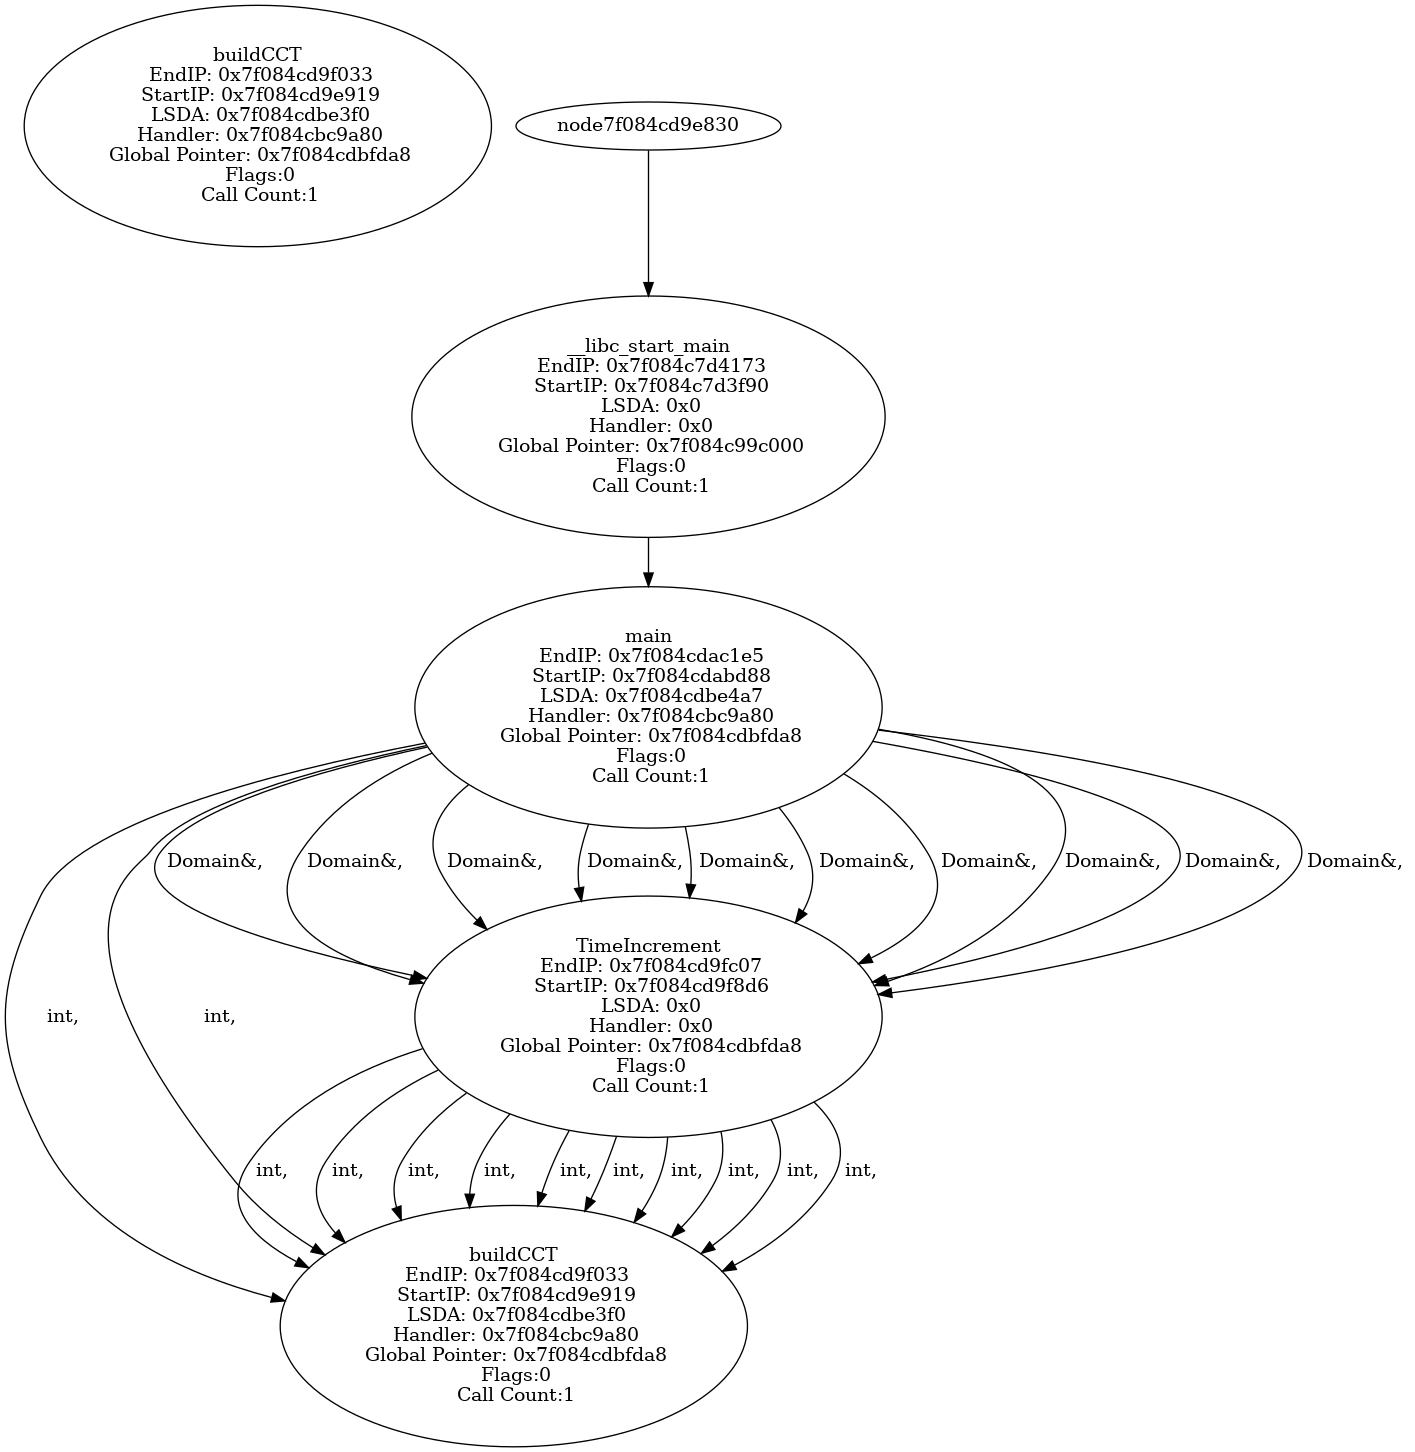 buildCCT
EndIP: 0x7f084cd9f033
StartIP: 0x7f084cd9e919
LSDA: 0x7f084cdbe3f0
Handler: 0x7f084cbc9a80
Global Pointer: 0x7f084cdbfda8
Flags:0
Call Count:1
node7f084cd9e830
__libc_start_main
EndIP: 0x7f084c7d4173
StartIP: 0x7f084c7d3f90
LSDA: 0x0
Handler: 0x0
Global Pointer: 0x7f084c99c000
Flags:0
Call Count:1
main
EndIP: 0x7f084cdac1e5
StartIP: 0x7f084cdabd88
LSDA: 0x7f084cdbe4a7
Handler: 0x7f084cbc9a80
Global Pointer: 0x7f084cdbfda8
Flags:0
Call Count:1
Domain&, Domain&, Domain&, Domain&, Domain&, Domain&, Domain&, Domain&, Domain&, Domain&,
TimeIncrement
EndIP: 0x7f084cd9fc07
StartIP: 0x7f084cd9f8d6
LSDA: 0x0
Handler: 0x0
Global Pointer: 0x7f084cdbfda8
Flags:0
Call Count:1
int, int,
int, int, int, int, int, int, int, int, int, int,
buildCCT
EndIP: 0x7f084cd9f033
StartIP: 0x7f084cd9e919
LSDA: 0x7f084cdbe3f0
Handler: 0x7f084cbc9a80
Global Pointer: 0x7f084cdbfda8
Flags:0
Call Count:1